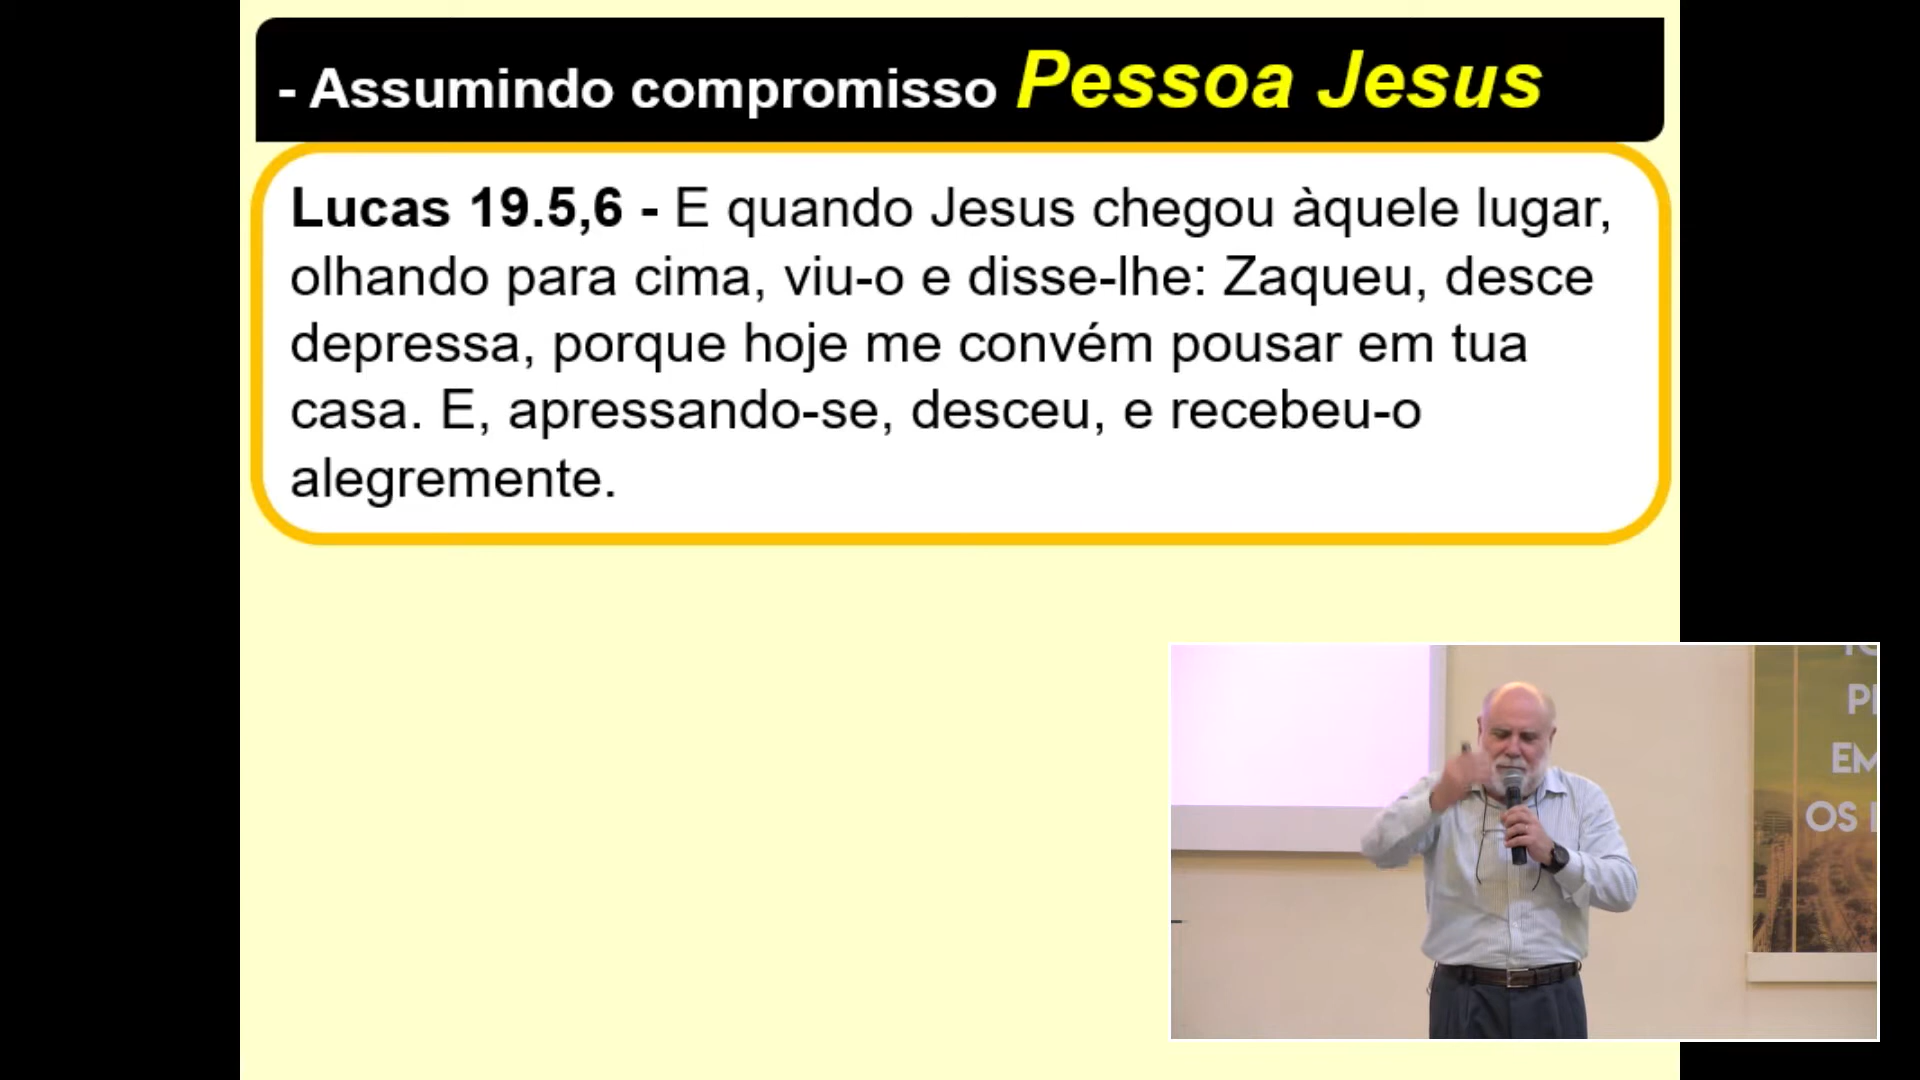 - Assumindo compromisso Pessoa Jesus
Lucas 19.5,6 - E quando Jesus chegou àquele lugar,
olhando para cima, viu-o e disse-lhe: Zaqueu, desce
depressa, porque hoje me convém pousar em tua
casa. E, apressando-se, desceu, e recebeu-o
alegremente.
EM
OS